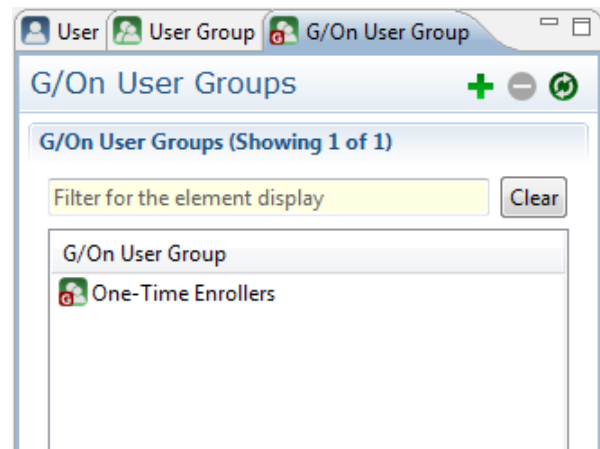 User User Group G/On User Group
G/On User Groups
G/On User Groups (Showing 1 of 1)
Filter for the element display Clear
G/On User Group
G One-Time Enrollers